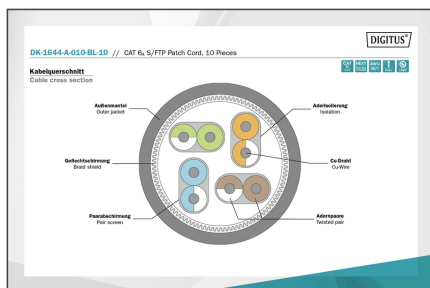 DIGITUS®
DK-1644-A-010-BL-10 // CAT 6A S/FTP Patch Cord, 10 Pieces
Kabelquerschnitt
Cable cross section
Außenmantel
Outer jacket
Aderisolierung
Isolation
Geflechtschirmung
Braid shield
Cu-Draht
Cu-Wire
Paarabschirmung
Pair screen
Adernpaare
Twisted pair